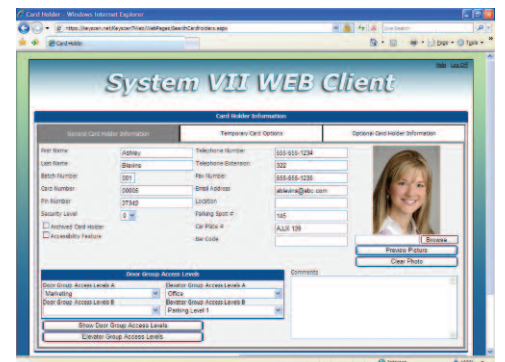 Card Holder - Windows Internet Explorer
Card Holder
Help Log Off
System VII WEB Client
Card Holder Information
General Card Holder Information
Temporary Card Options
Optional Card Holder Information
First Name Ashley
Last Name Blevins
Batch Number 001
Card Number 00005
Pin Number 27342
Security Level 0
Archived Card Holder
Accessibility Feature
Telephone Number 555-555-1234
Telephone Extension 322
Fax Number 555-555-1235
Email Address ablevins@abc.com
Location
Parking Spot # 145
Car Plate #
Bar Code
Browse...
Preview Picture
Clear Photo
Door Group Access Levels
Door Group Access Levels A
Marketing
Door Group Access Levels B
Elevator Group Access Levels A
Office
Elevator Group Access Levels B
Parking Level 1
Show Door Group Access Levels
Elevator Group Access Levels
Comments